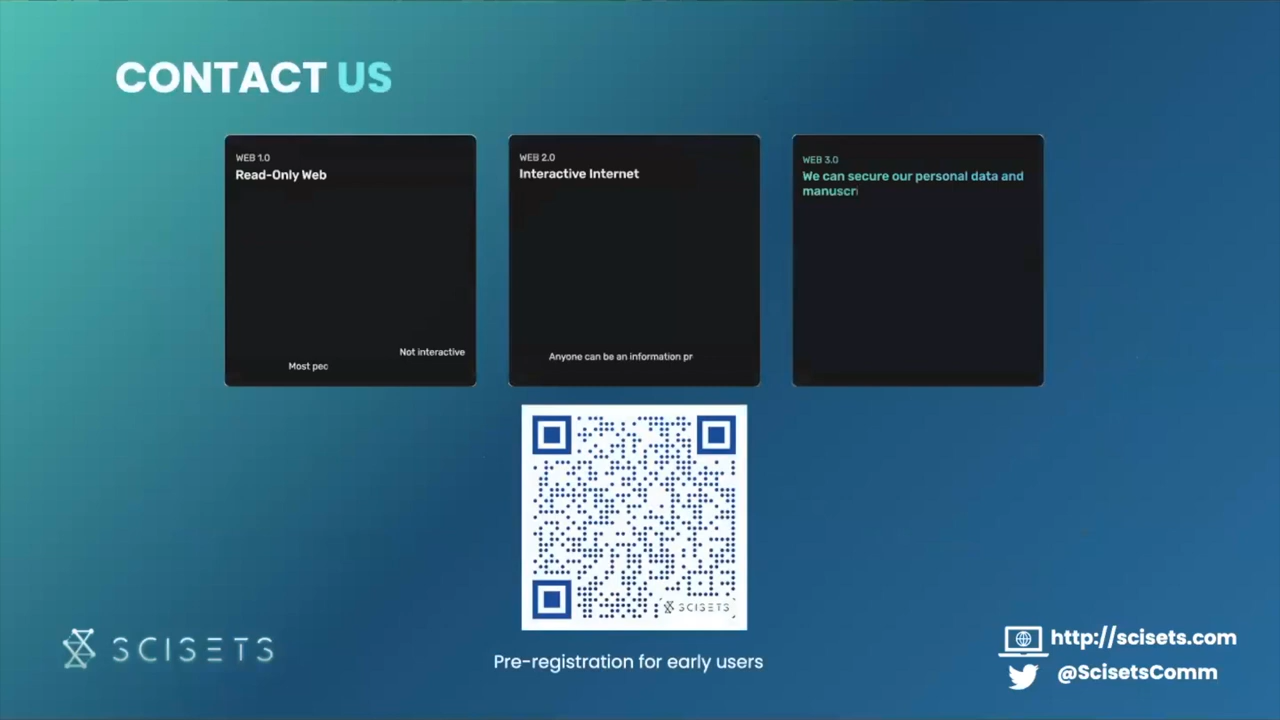 CONTACT US
WEB 1.0
Read-Only Web
Not interactive
Most pec
WEB 2.0
Interactive Internet
Anyone can be an information pr
WEB 3.0
We can secure our personal data and
manuscri
SCISETS
Pre-registration for early users
SCISETS
http://scisets.com
@ScisetsComm